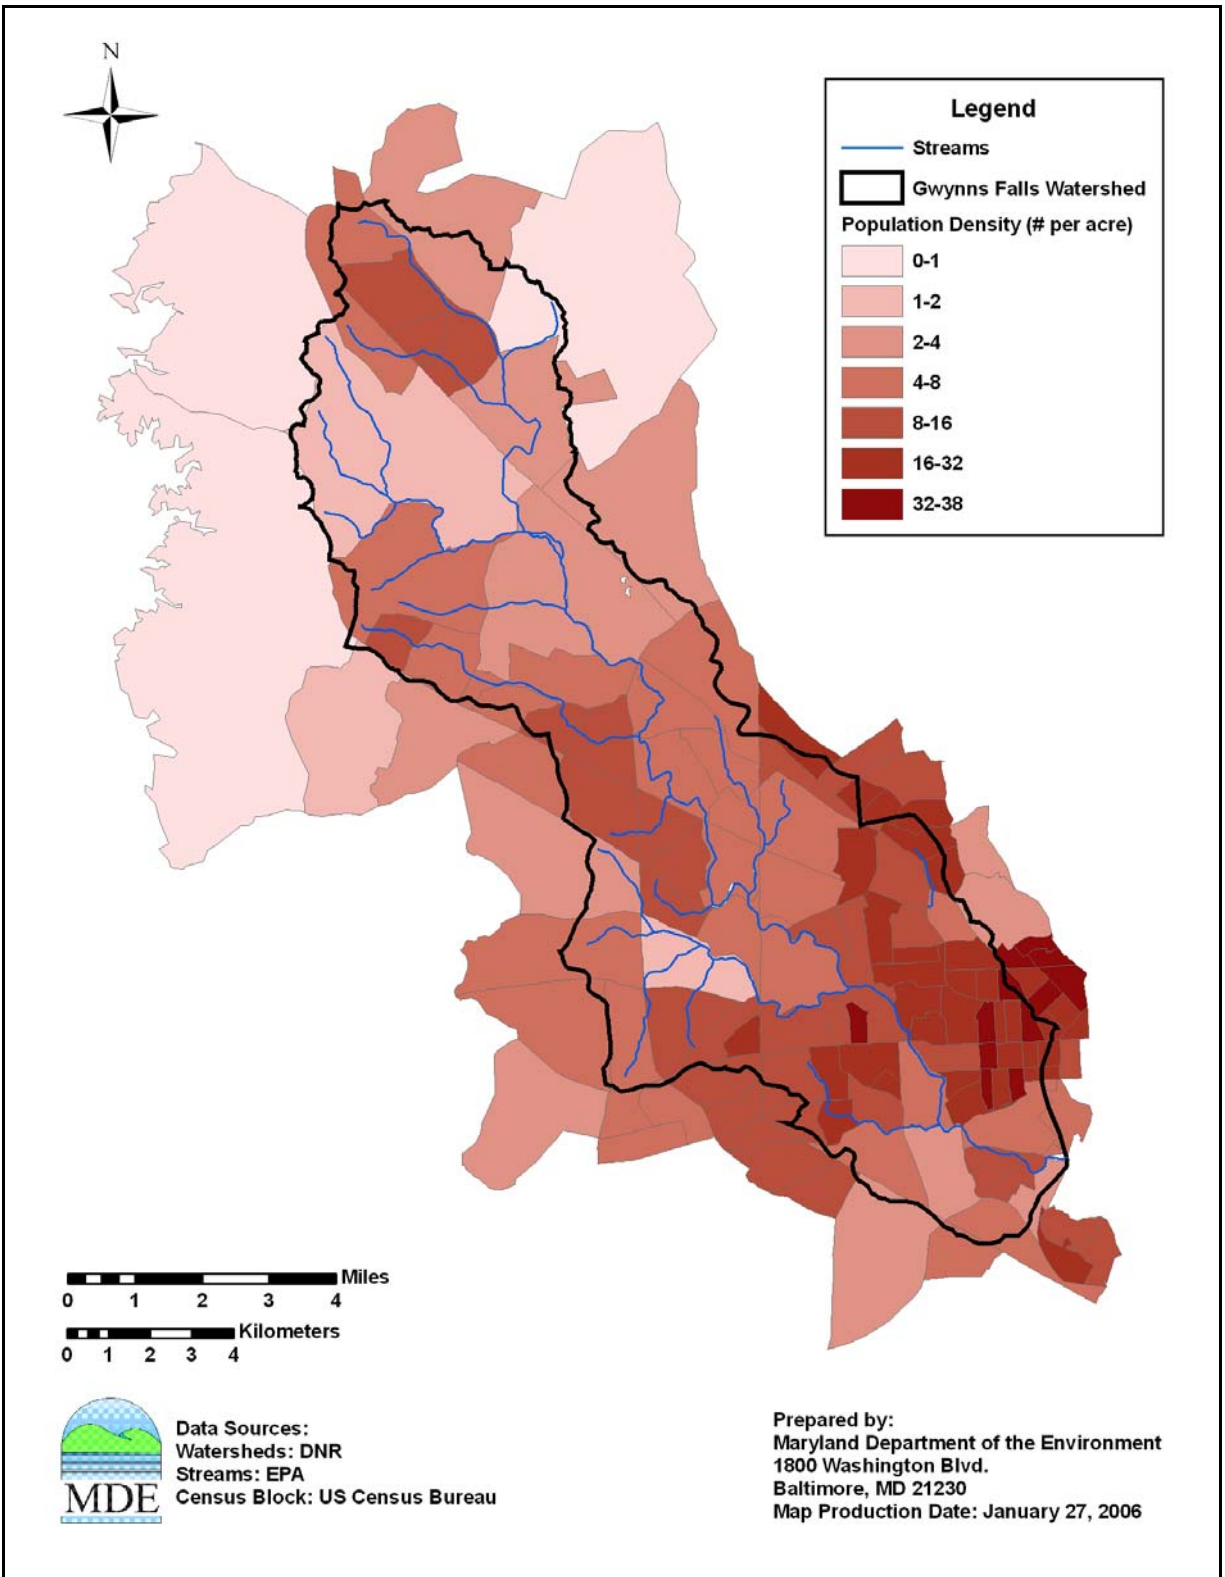 N
Legend
Streams
Gwynns Falls Watershed
Population Density (# per acre)
0-1
1-2
2-4
4-8
8-16
16-32
32-38
Miles
0 1 2 3 4
Kilometers
0 1 2 3 4
MDE
Data Sources:
Watersheds: DNR
Streams: EPA
Census Block: US Census Bureau
Prepared by:
Maryland Department of the Environment
1800 Washington Blvd.
Baltimore, MD 21230
Map Production Date: January 27, 2006